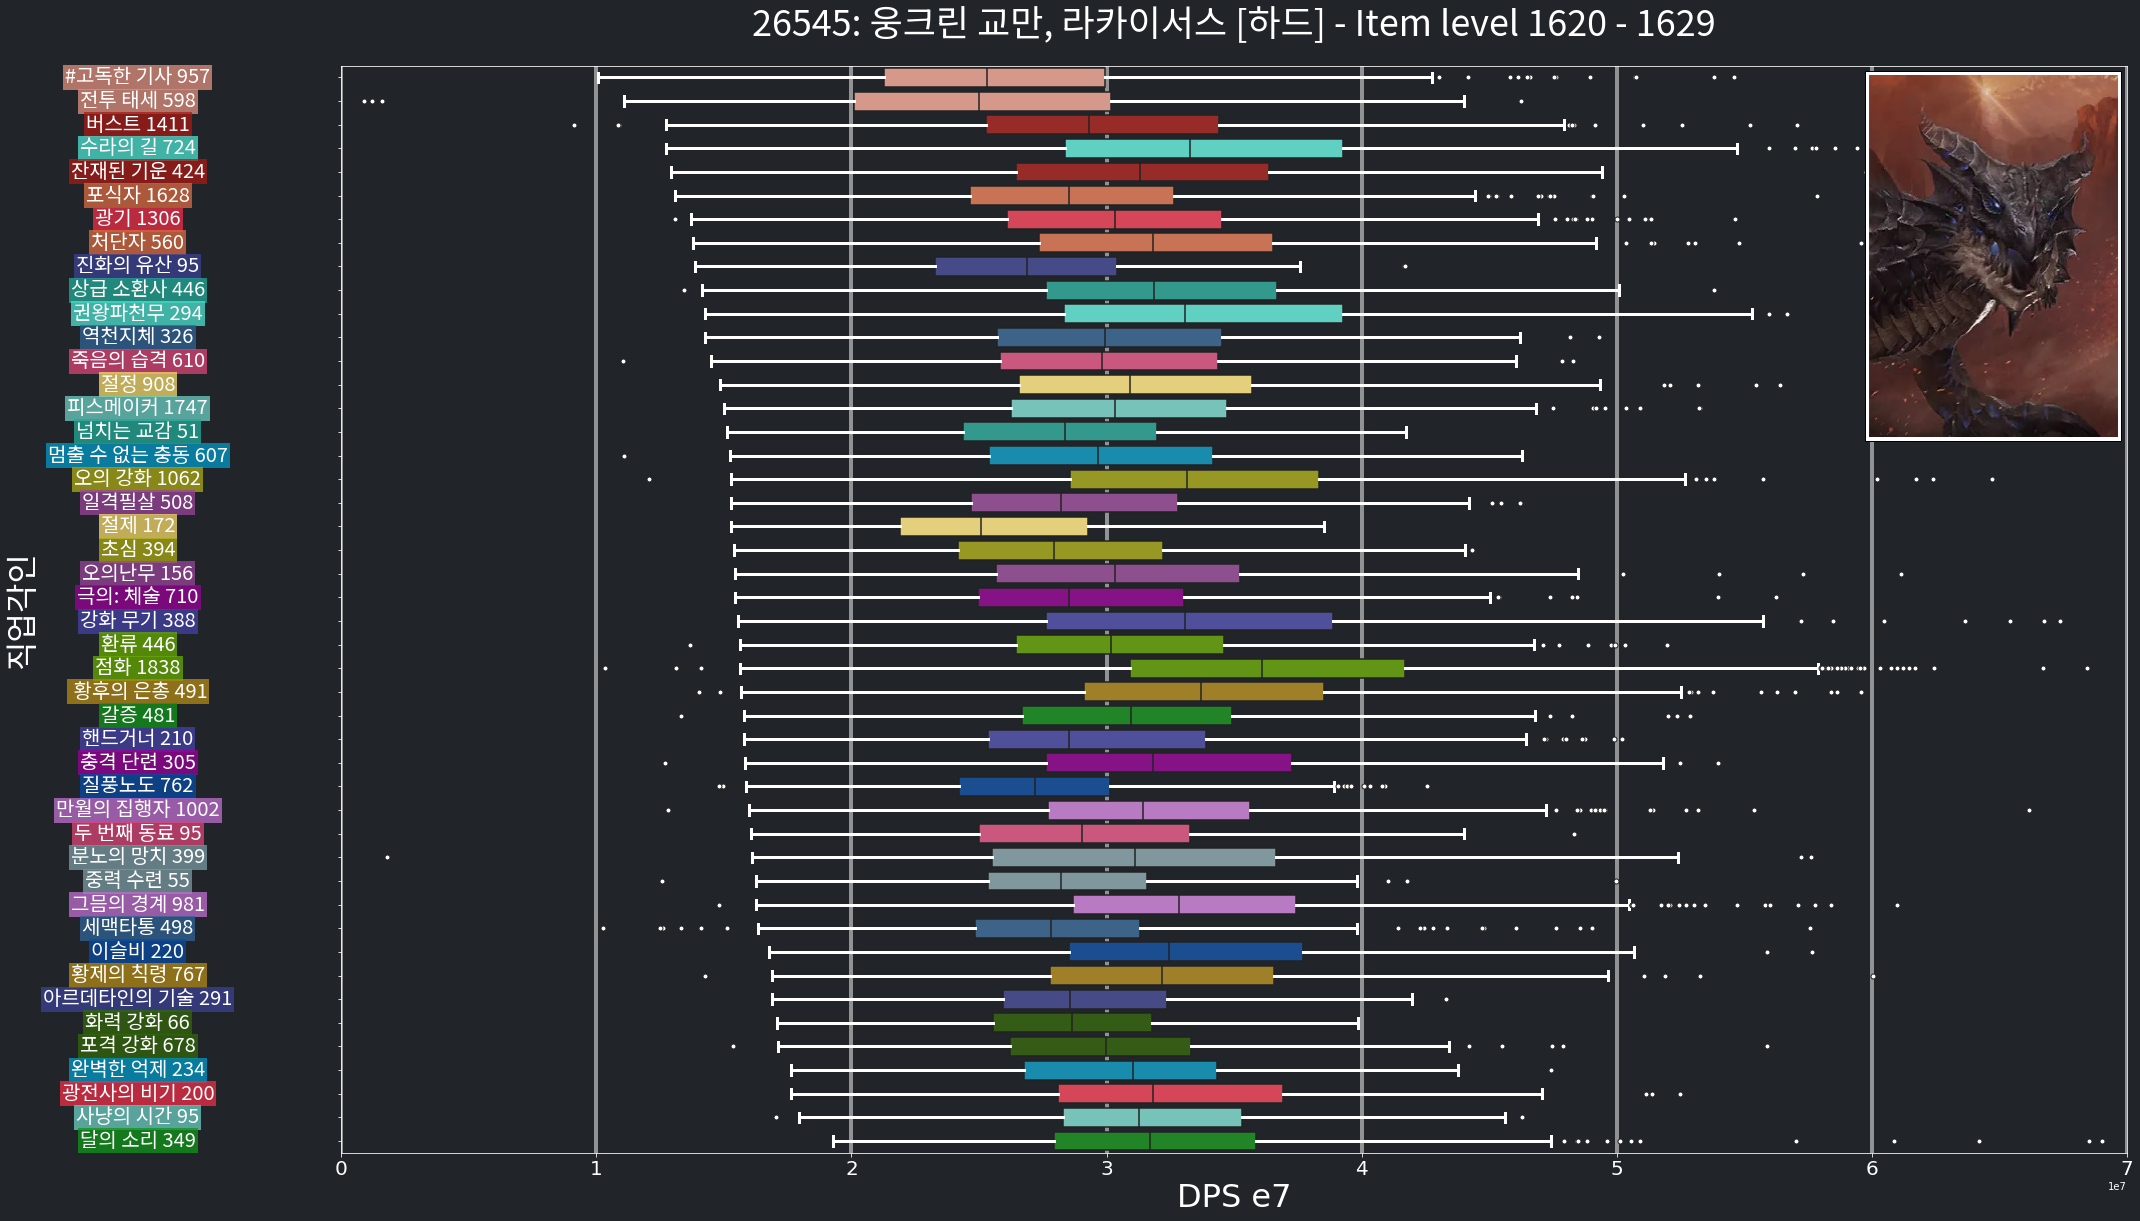 26545: 웅크린 교만, 라카이서스 [하드] - Item level 1620 - 1629
직업각인
#고독한 기사 957
전투 태세 598
버스트 1411
수라의 길 724
잔재된 기운 424
포식자 1628
광기 1306
처단자 560
진화의 유산 95
상급 소환사 446
권왕파천무 294
역천지체 326
죽음의 습격 610
절정 908
피스메이커 1747
넘치는 교감 51
멈출 수 없는 충동 607
오의 강화 1062
일격필살 508
절제 172
초심 394
오의난무 156
극의: 체술 710
강화 무기 388
환류 446
점화 1838
황후의 은총 491
갈증 481
핸드거너 210
충격 단련 305
질풍노도 762
만월의 집행자 1002
두 번째 동료 95
분노의 망치 399
중력 수련 55
그믐의 경계 981
세맥타통 498
이슬비 220
황제의 칙령 767
아르데타인의 기술 291
화력 강화 66
포격 강화 678
완벽한 억제 234
광전사의 비기 200
사냥의 시간 95
달의 소리 349
0 1 2 3 4 5 6 7
DPS e7
1e7